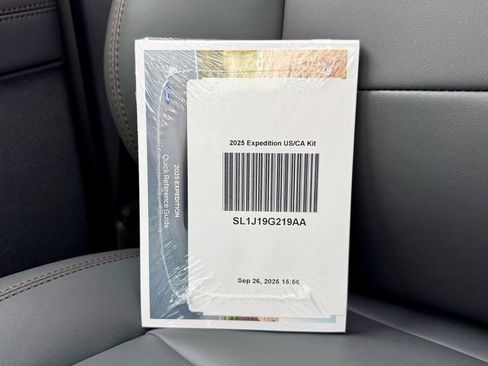 2025 Expedition US/CA Kit
SL1J19G219AA
Sep 26, 2025 15:56
2025 EXPEDITION
Quick Reference Guide